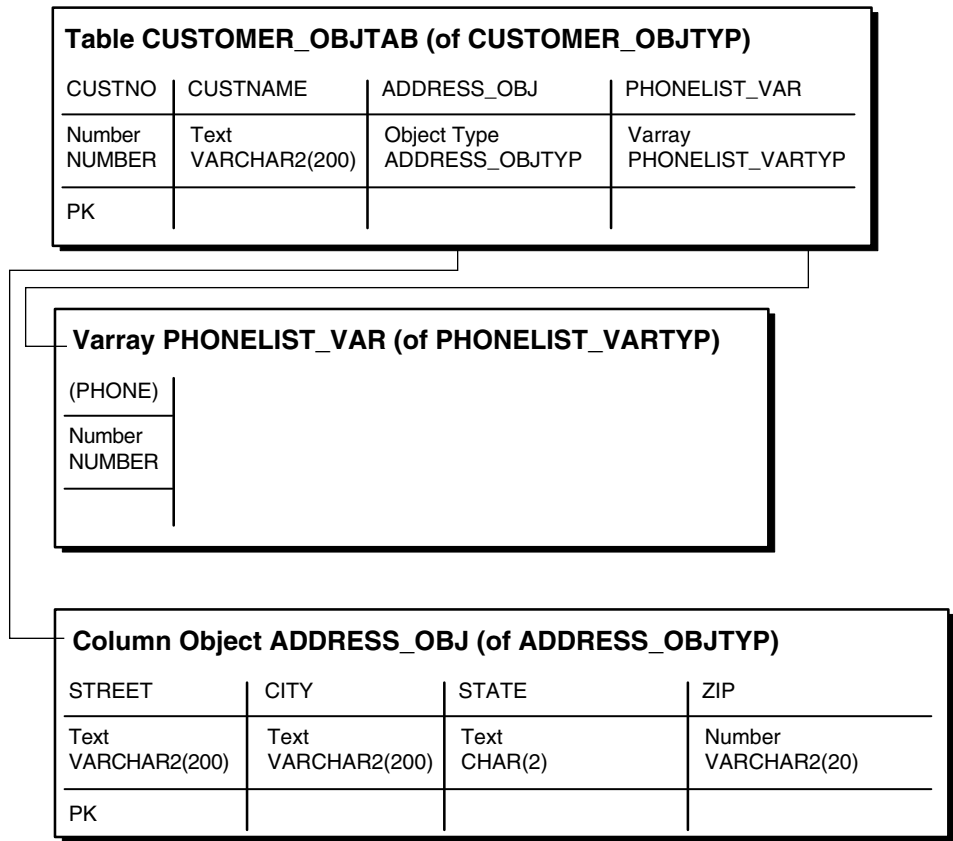 Table CUSTOMER_OBJTAB (of CUSTOMER_OBJTYP)
CUSTNO CUSTNAME ADDRESS_OBJ PHONELIST_VAR
Number Text Object Type Varray
NUMBER VARCHAR2(200) ADDRESS_OBJTYP PHONELIST_VARTYP
PK
Varray PHONELIST_VAR (of PHONELIST_VARTYP)
(PHONE)
Number
NUMBER
Column Object ADDRESS_OBJ (of ADDRESS_OBJTYP)
STREET CITY STATE ZIP
Text Text Text Number
VARCHAR2(200) VARCHAR2(200) CHAR(2) VARCHAR2(20)
PK